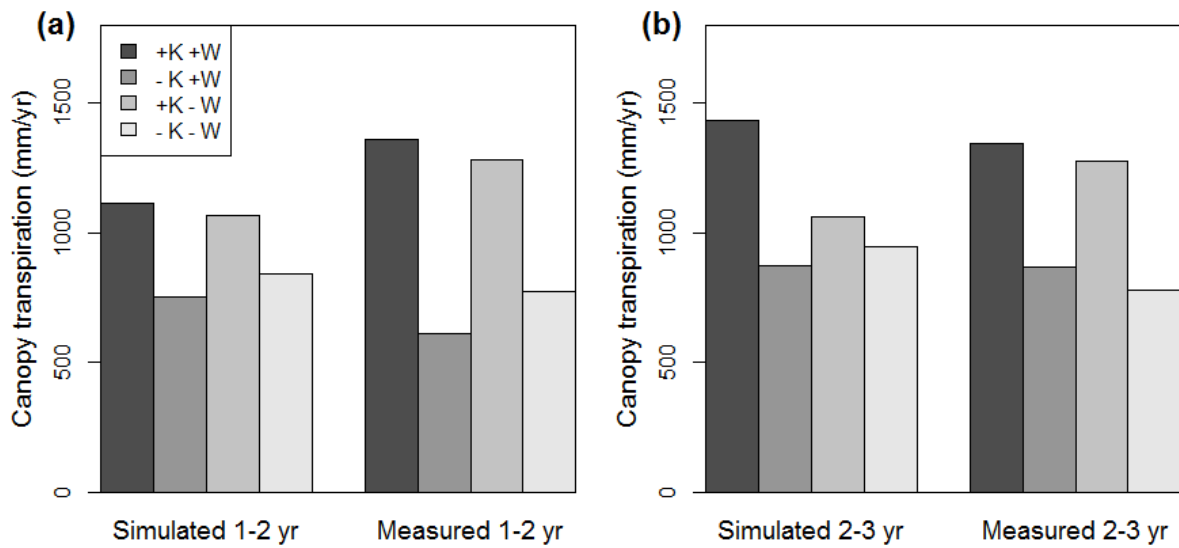 (a)
+K +W
- K +W
+K - W
- K - W
Canopy transpiration (mm/yr)
1500
1000
500
0
Simulated 1-2 yr
Measured 1-2 yr
(b)
Canopy transpiration (mm/yr)
1500
1000
500
0
Simulated 2-3 yr
Measured 2-3 yr